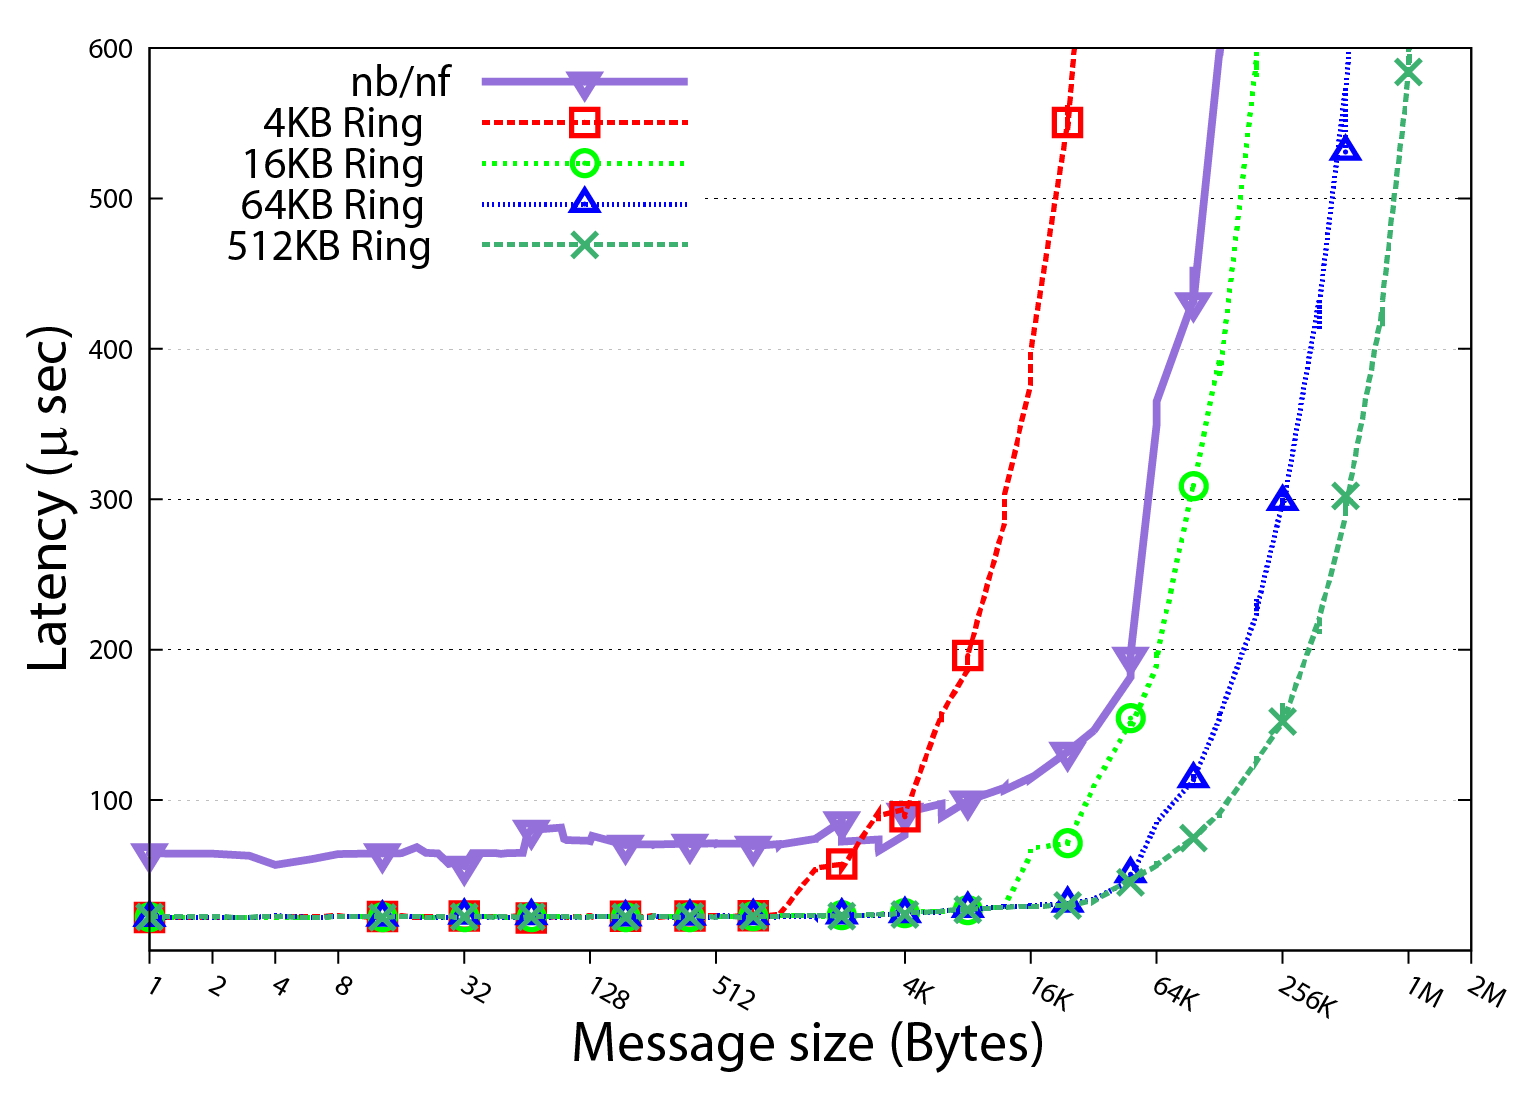 600
500
400
300
200
100
Latency (μ sec)
nb/nf
4KB Ring
16KB Ring
64KB Ring
512KB Ring
1 2 4 8 32 128 512 4K 16K 64K 256K 1M 2M
Message size (Bytes)